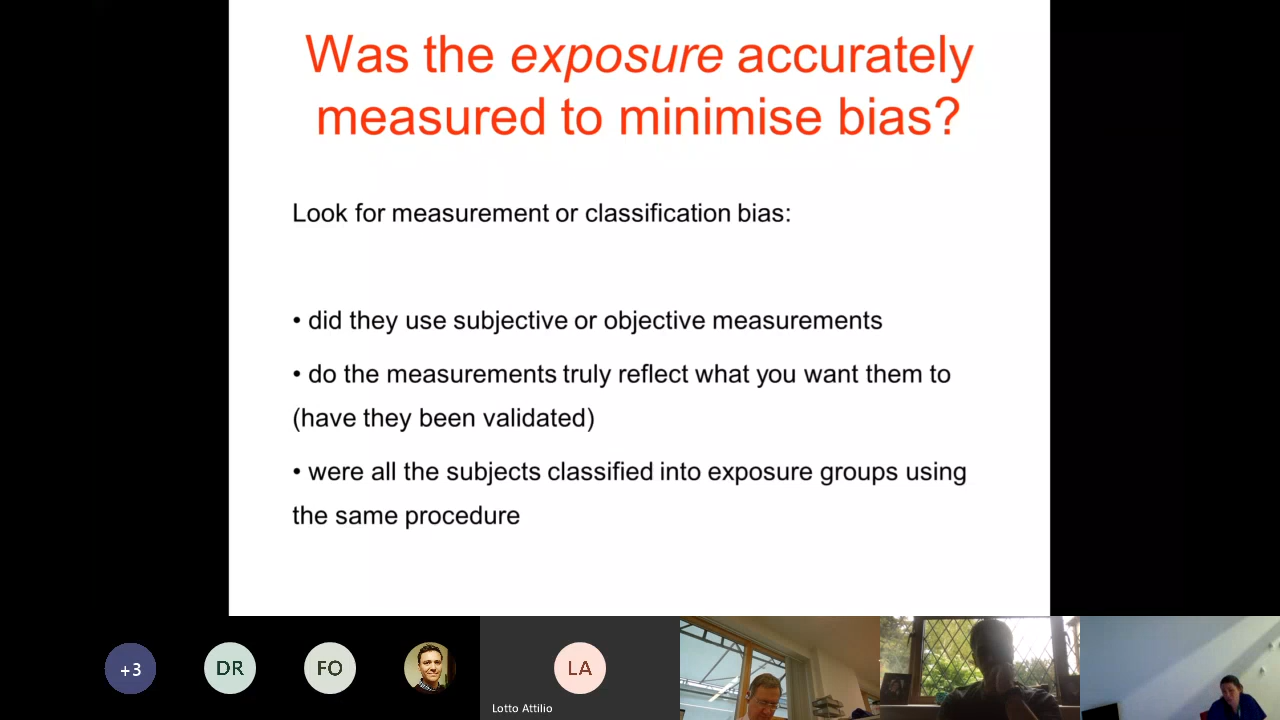 Was the exposure accurately
measured to minimise bias?
Look for measurement or classification bias:
• did they use subjective or objective measurements
• do the measurements truly reflect what you want them to
(have they been validated)
• were all the subjects classified into exposure groups using
the same procedure
+3
DR
FO
LA
Lotto Attilio